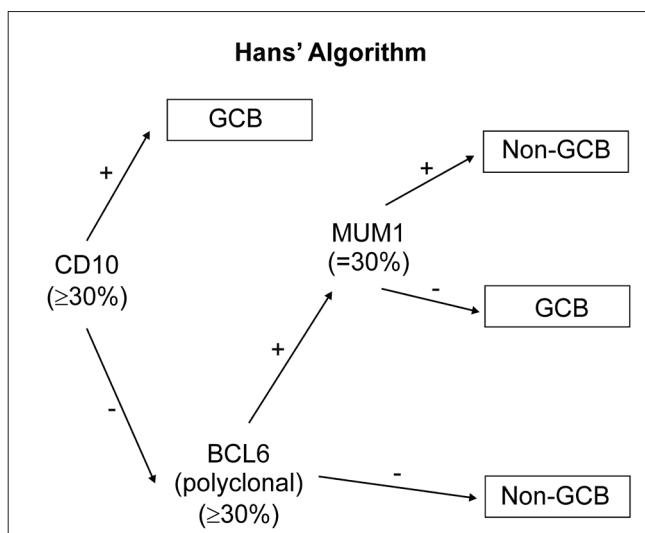 Hans’ Algorithm
GCB
+
Non-GCB
+
MUM1
(=30%)
CD10
(≥30%)
-
GCB
+
-
BCL6
(polyclonal)
(≥30%)
-
Non-GCB